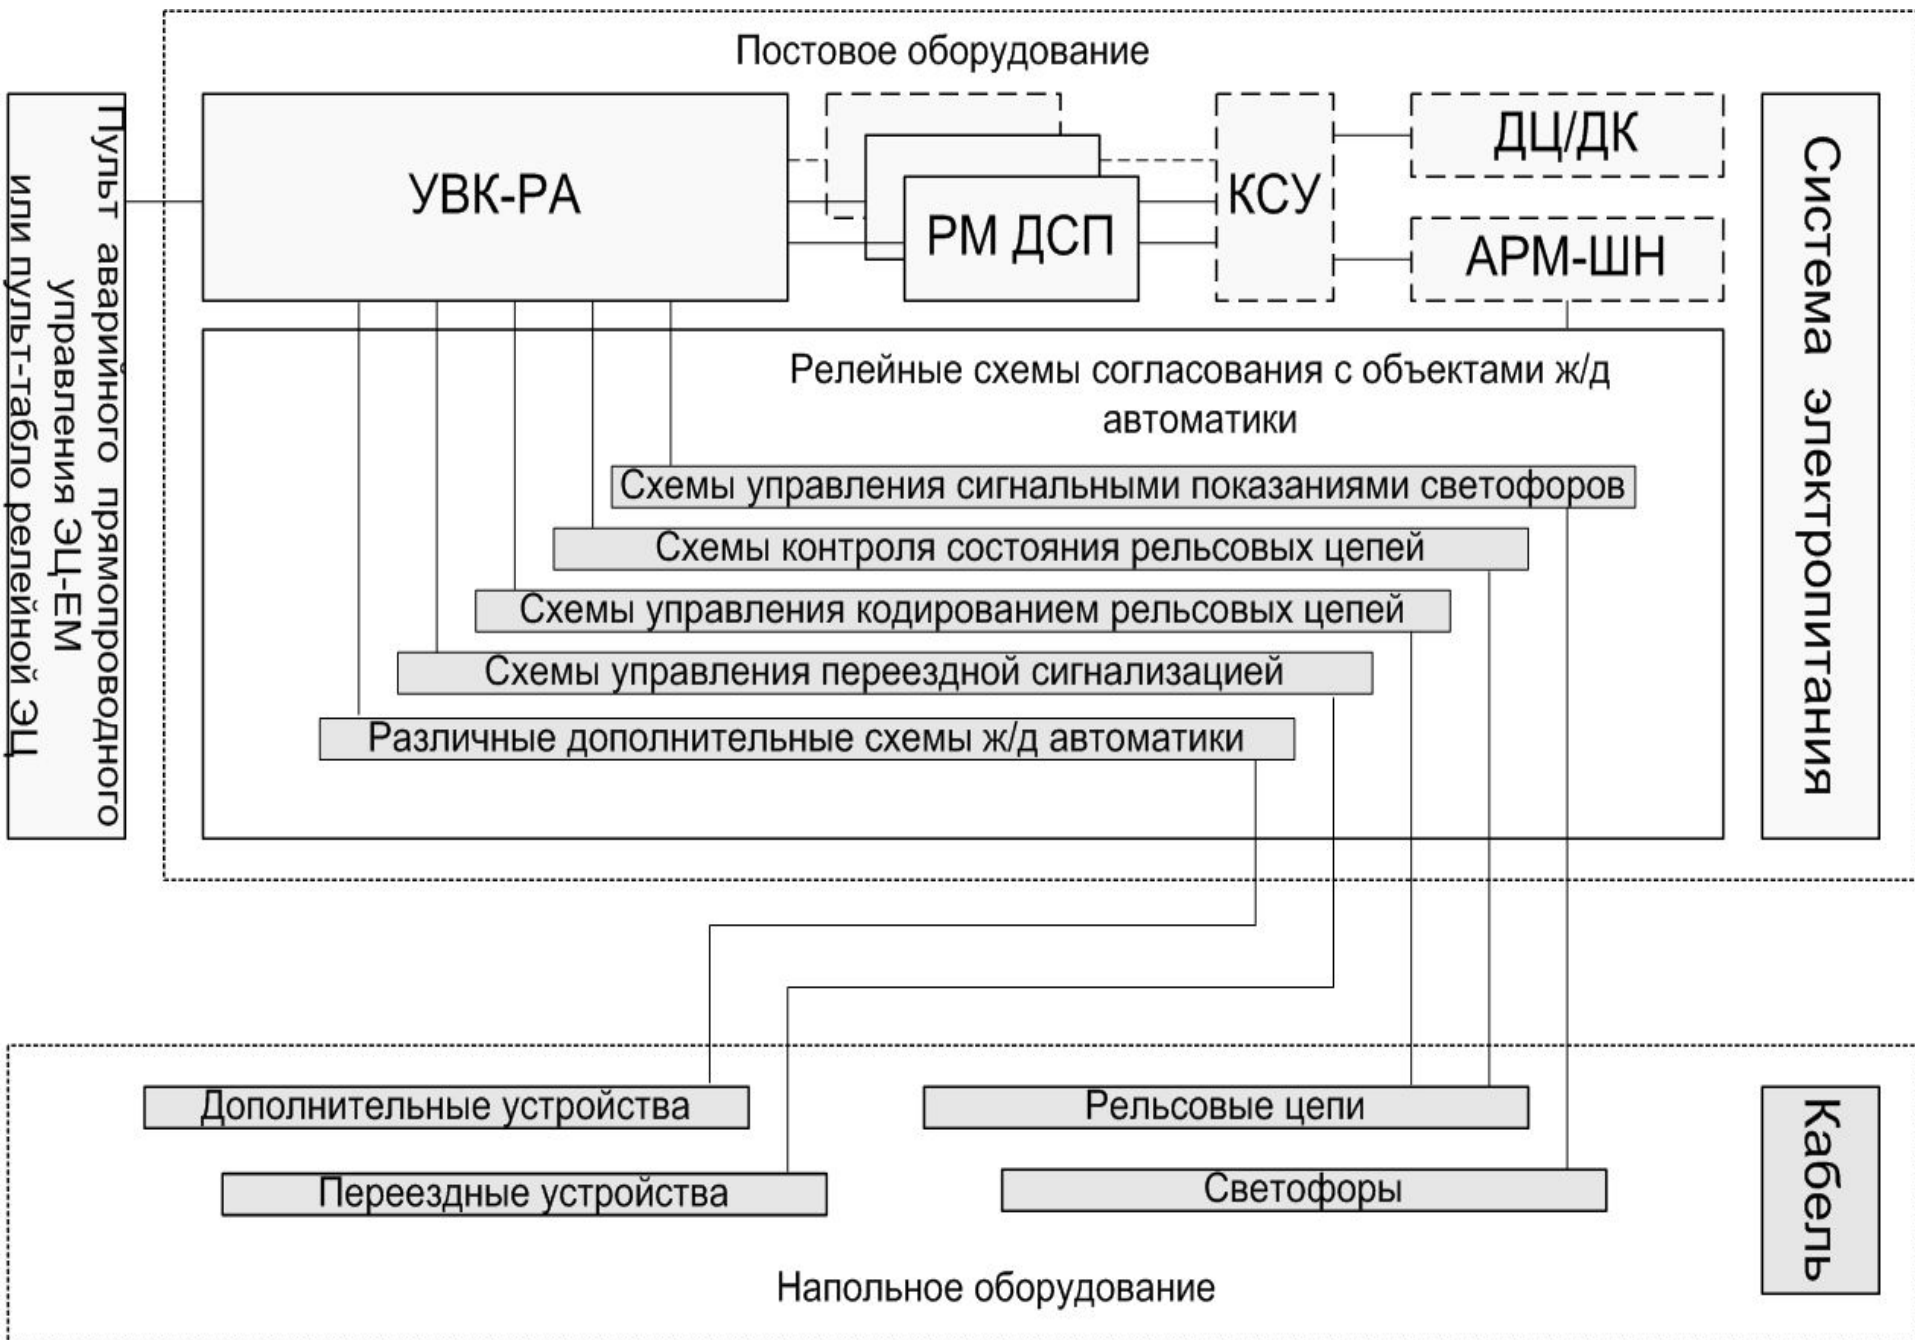 Постовое оборудование
Пульт аварийного прямопроводного
управления ЭЦ-ЕМ
или пульт-табло релейной ЭЦ
УВК-РА
РМ ДСП
КСУ
ДЦ/ДК
АРМ-ШН
Система электропитания
Релейные схемы согласования с объектами ж/д
автоматики
Схемы управления сигнальными показаниями светофоров
Схемы контроля состояния рельсовых цепей
Схемы управления кодированием рельсовых цепей
Схемы управления переездной сигнализацией
Различные дополнительные схемы ж/д автоматики
Дополнительные устройства
Рельсовые цепи
Переездные устройства
Светофоры
Кабель
Напольное оборудование